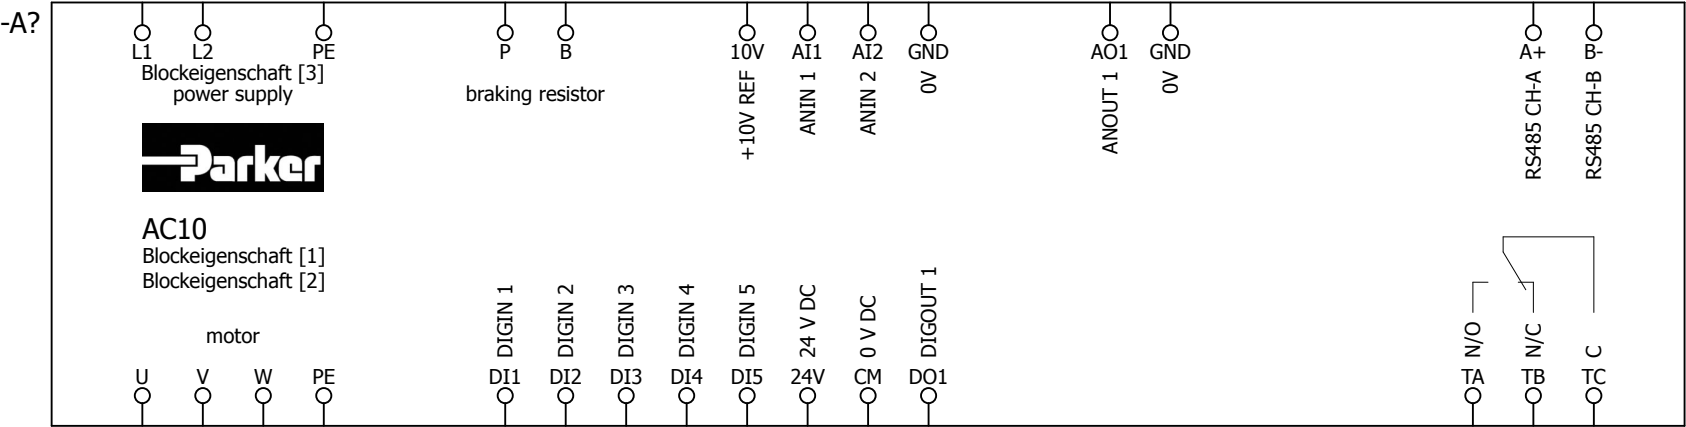 -A?
L1 L2 PE P B 10V AI1 AI2 GND AO1 GND A+ B-
Blockeigenschaft [3]
power supply
braking resistor
+10V REF
ANIN 1
ANIN 2
0V
ANOUT 1
0V
RS485 CH-A
RS485 CH-B
Parker
AC10
Blockeigenschaft [1]
Blockeigenschaft [2]
motor
DIGIN 1
DIGIN 2
DIGIN 3
DIGIN 4
DIGIN 5
24 V DC
0 V DC
DIGOUT 1
N/O
N/C
C
U V W PE DI1 DI2 DI3 DI4 DI5 24V CM DO1 TA TB TC